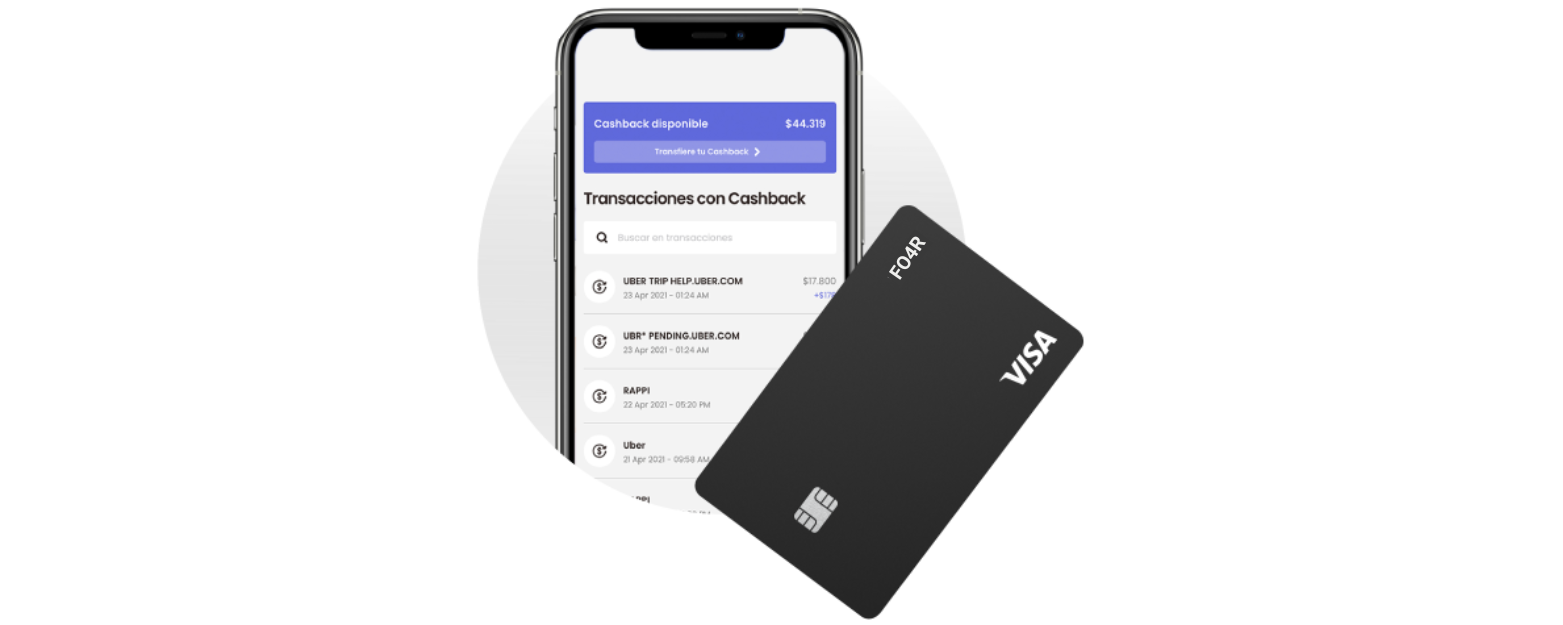 Cashback disponible $44.319
Transfiere tu Cashback
Transacciones con Cashback
Buscar en transacciones
UBER TRIP HELP.UBER.COM $17.800
23 Apr 2021 - 01:24 AM
UBR* PENDING.UBER.COM
23 Apr 2021 - 01:24 AM
RAPPI
22 Apr 2021 - 05:20 PM
Uber
21 Apr 2021 - 09:58 AM
FO4R
VISA